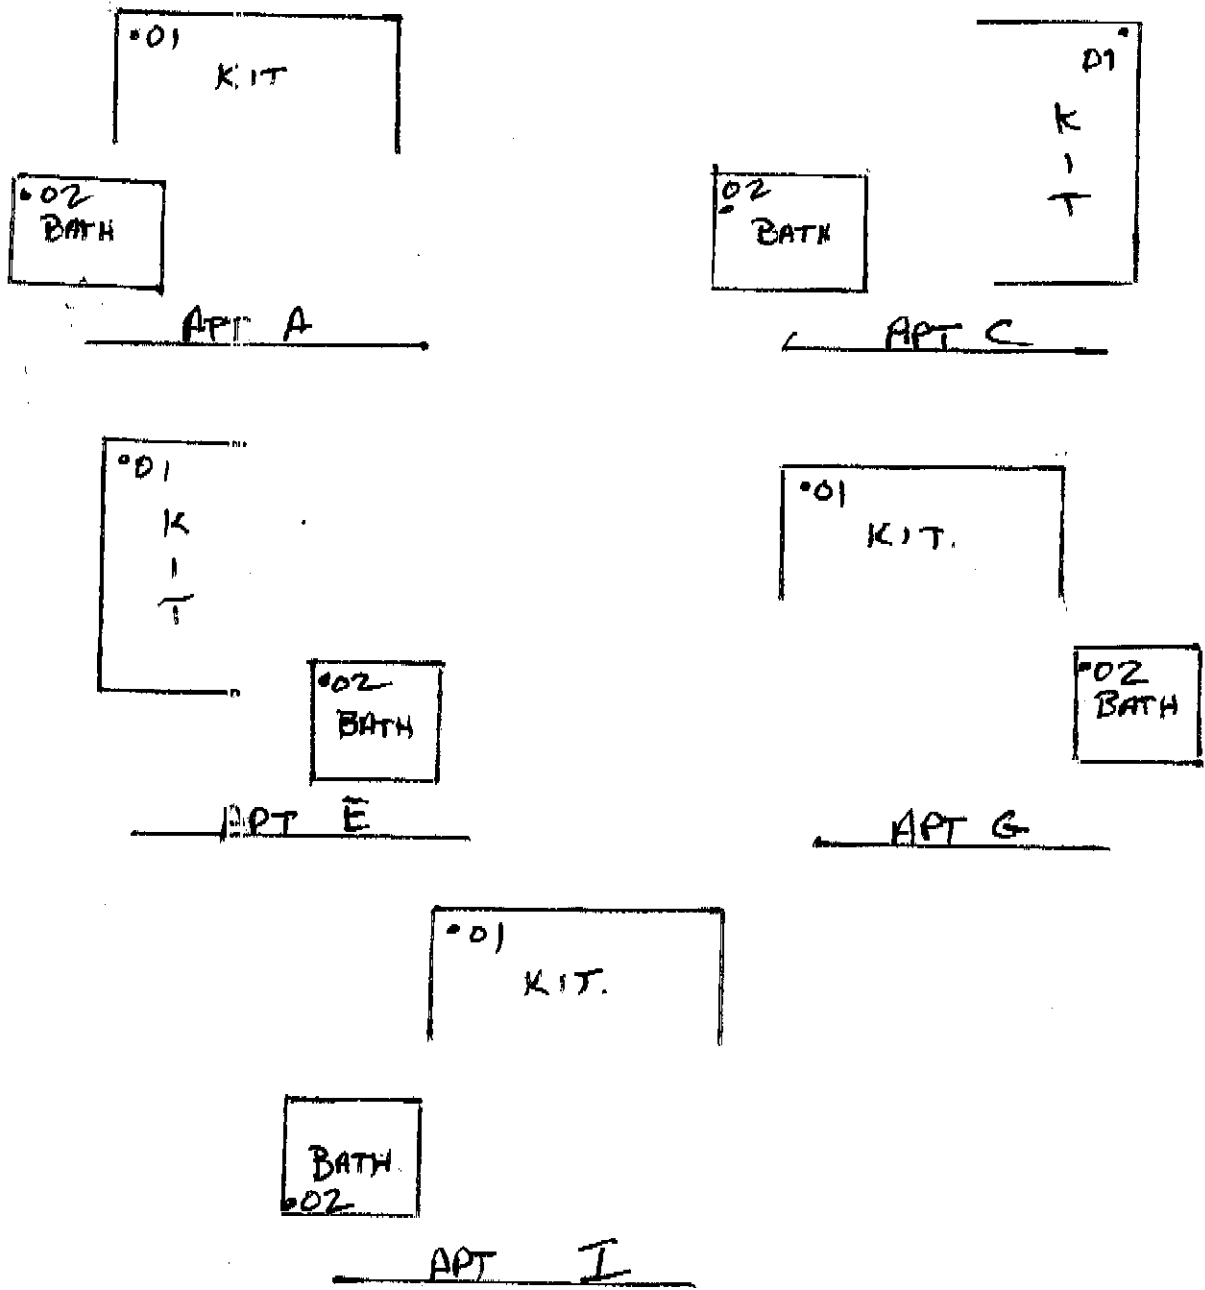 •01
KIT
•02
BATH
APT A
•
01
K
I
T
02
•
BATH
APT C
•01
K
I
T
•02
BATH
APT E
•01
KIT.
•02
BATH
APT G
•01
KIT.
BATH
•02
APT I